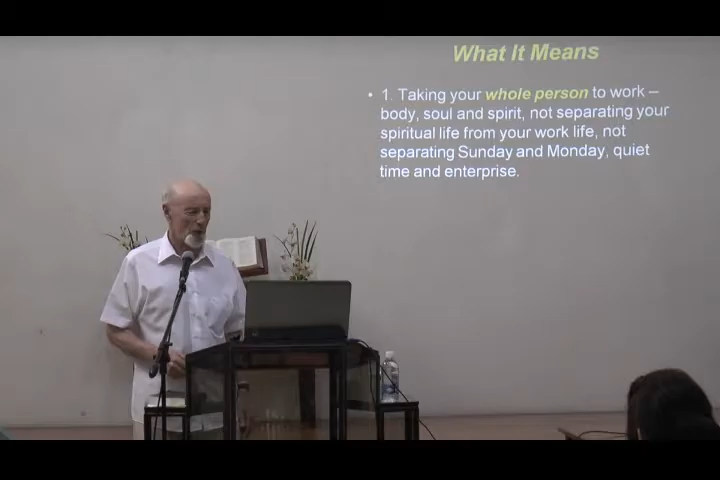 What It Means
• 1. Taking your whole person to work –
body, soul and spirit, not separating your
spiritual life from your work life, not
separating Sunday and Monday, quiet
time and enterprise.